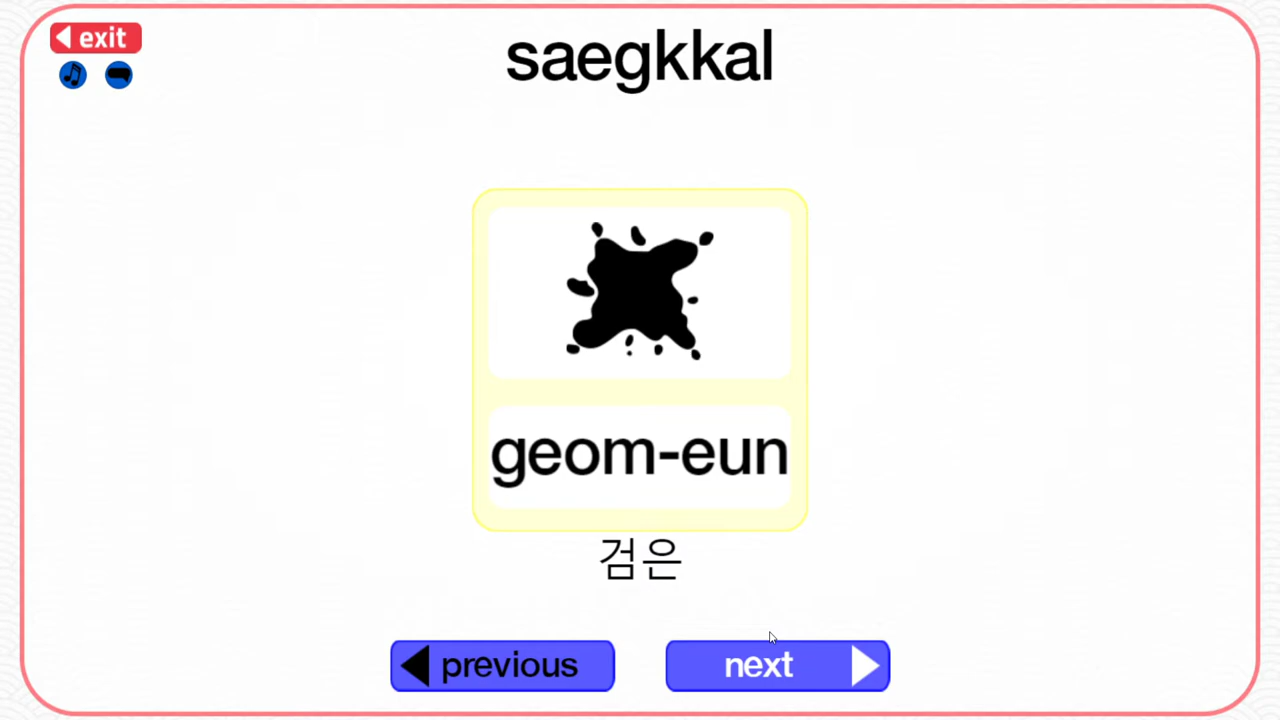 exit
saegkkal
geom-eun
검은
previous
next